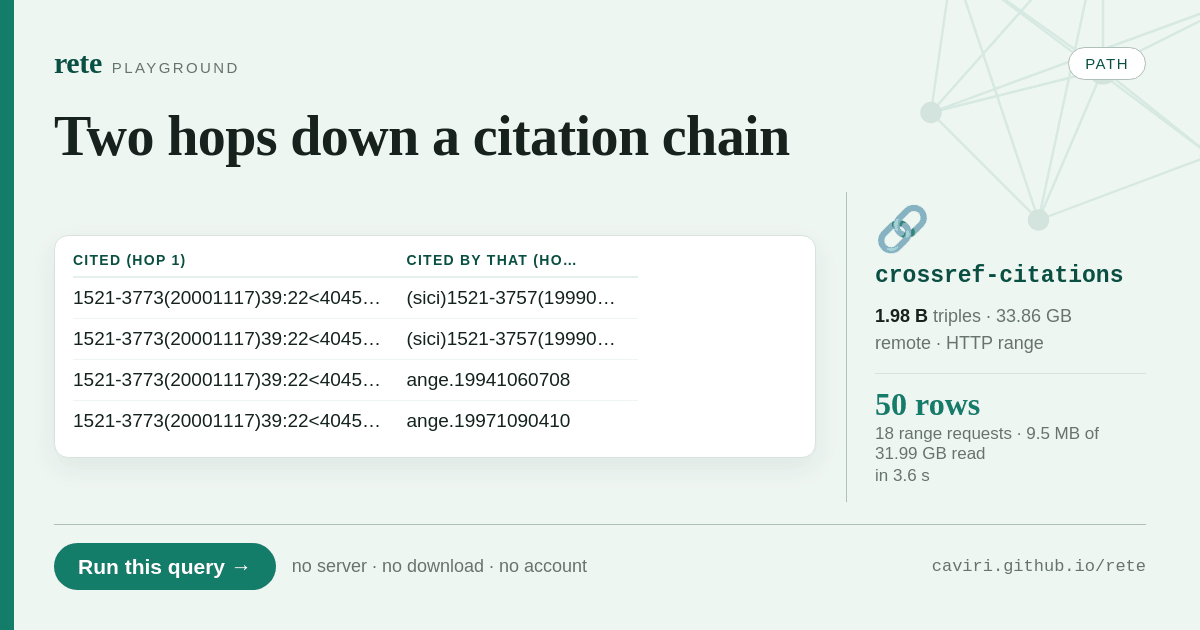 rete PLAYGROUND
PATH
Two hops down a citation chain
CITED (HOP 1) CITED BY THAT (HO…
1521-3773(20001117)39:22<4045… (sici)1521-3757(19990…
1521-3773(20001117)39:22<4045… (sici)1521-3757(19990…
1521-3773(20001117)39:22<4045… ange.19941060708
1521-3773(20001117)39:22<4045… ange.19971090410
crossref-citations
1.98 B triples · 33.86 GB
remote · HTTP range
50 rows
18 range requests · 9.5 MB of
31.99 GB read
in 3.6 s
Run this query → no server · no download · no account
caviri.github.io/rete